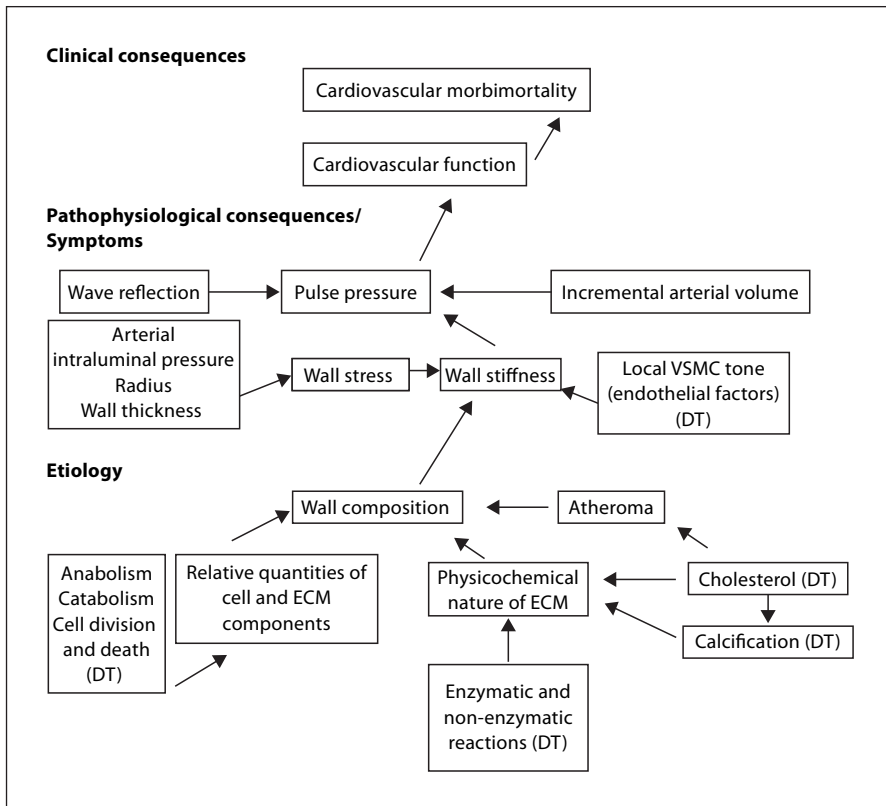 Clinical consequences
Cardiovascular morbimortality
Cardiovascular function
Pathophysiological consequences/
Symptoms
Wave reflection
Pulse pressure
Incremental arterial volume
Arterial
intraluminal pressure
Radius
Wall thickness
Wall stress
Wall stiffness
Local VSMC tone
(endothelial factors)
(DT)
Etiology
Wall composition
Atheroma
Anabolism
Catabolism
Cell division
and death
(DT)
Relative quantities of
cell and ECM
components
Physicochemical
nature of ECM
Cholesterol (DT)
Calcification (DT)
Enzymatic and
non-enzymatic
reactions (DT)